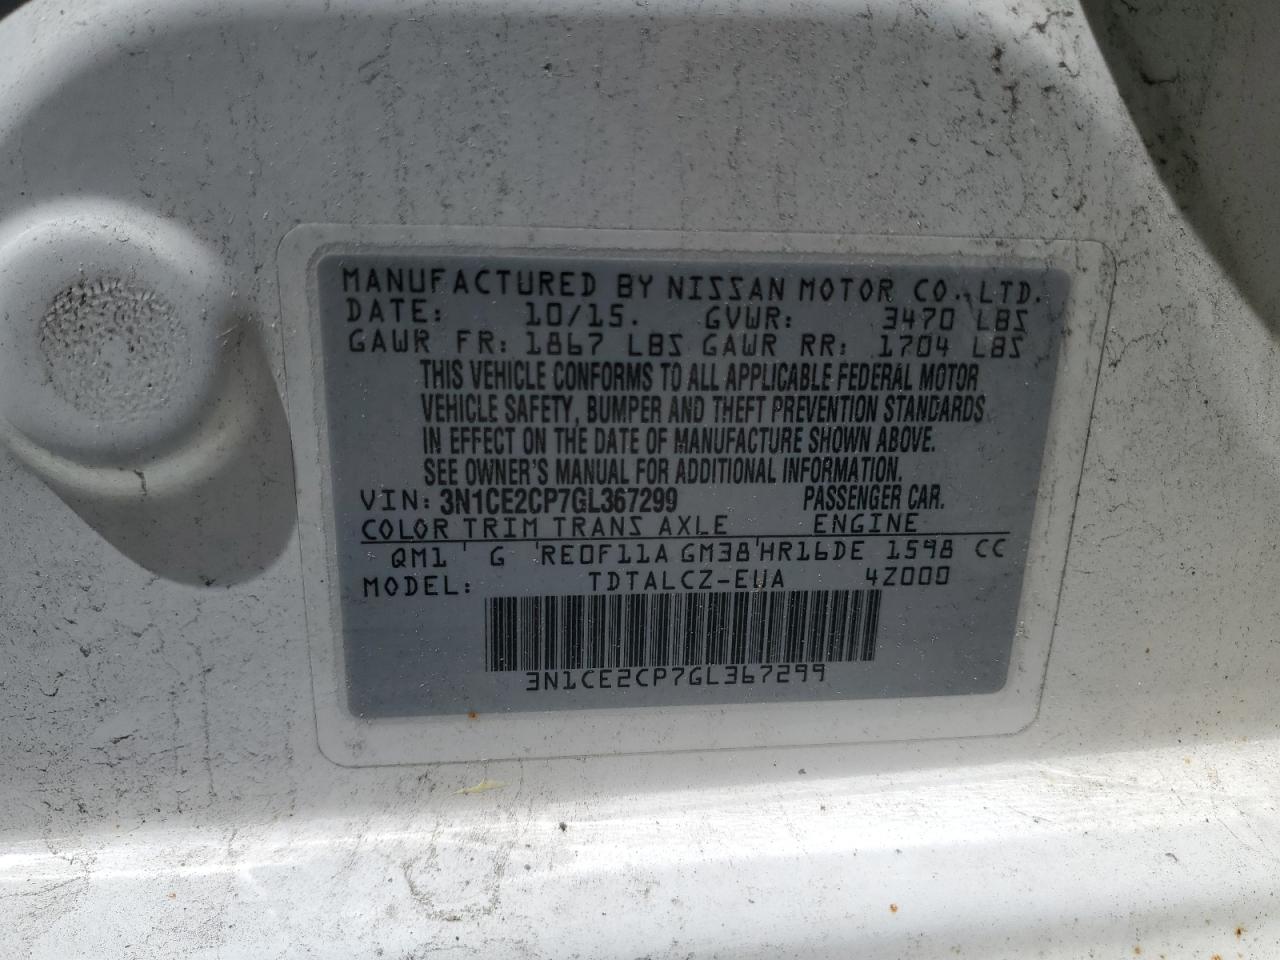 MANUFACTURED BY NISSAN MOTOR CO., LTD.
DATE: 10/15. GVWR: 3470 LBS
GAWR FR: 1867 LBS GAWR RR: 1704 LBS
THIS VEHICLE CONFORMS TO ALL APPLICABLE FEDERAL MOTOR
VEHICLE SAFETY, BUMPER AND THEFT PREVENTION STANDARDS
IN EFFECT ON THE DATE OF MANUFACTURE SHOWN ABOVE.
SEE OWNER'S MANUAL FOR ADDITIONAL INFORMATION.
VIN: 3N1CE2CP7GL367299 PASSENGER CAR.
COLOR TRIM TRANS AXLE ENGINE
QM1 ' G 'RE0F11A GM38'HR16DE 1598 CC
MODEL: TDTALCZ-EUA 4Z000
3N1CE2CP7GL367299